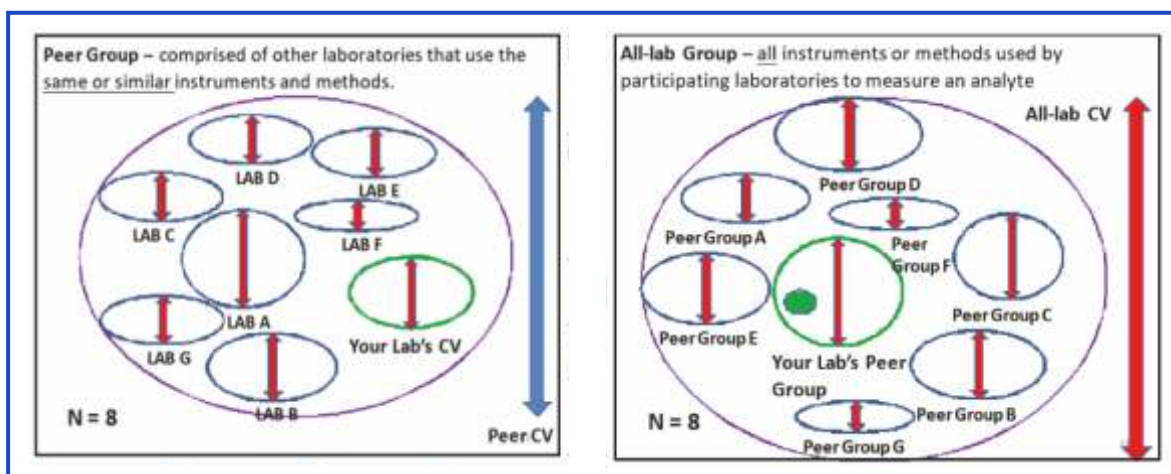 Peer Group – comprised of other laboratories that use the
same or similar instruments and methods.
LAB D
LAB E
LAB C
LAB F
LAB A
LAB G
Your Lab's CV
LAB B
N = 8
Peer CV
All-lab Group – all instruments or methods used by
participating laboratories to measure an analyte
All-lab CV
Peer Group D
Peer Group A
Peer
Group F
Peer Group C
Peer Group E
Your Lab's Peer
Group
Peer Group B
N = 8
Peer Group G